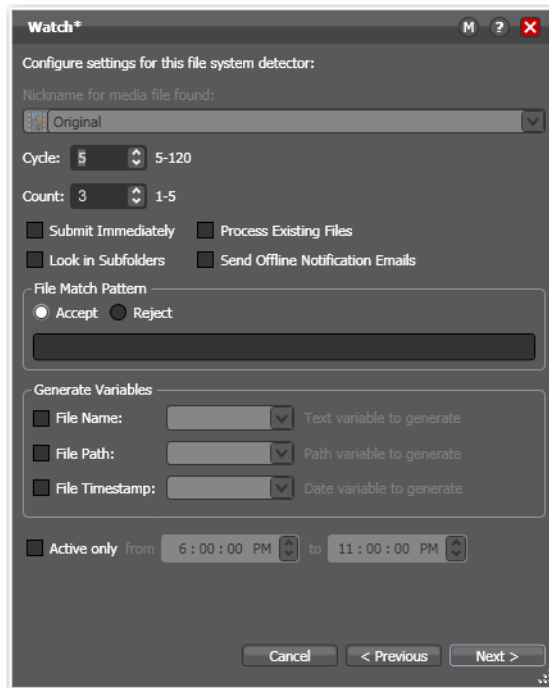 Watch*
M ?
Configure settings for this file system detector:
Nickname for media file found:
Original
Cycle: 5 5-120
Count: 3 1-5
Submit Immediately Process Existing Files
Look in Subfolders Send Offline Notification Emails
File Match Pattern
Accept Reject
Generate Variables
File Name: Text variable to generate
File Path: Path variable to generate
File Timestamp: Date variable to generate
Active only from 6 : 00 : 00 PM to 11 : 00 : 00 PM
Cancel < Previous Next >